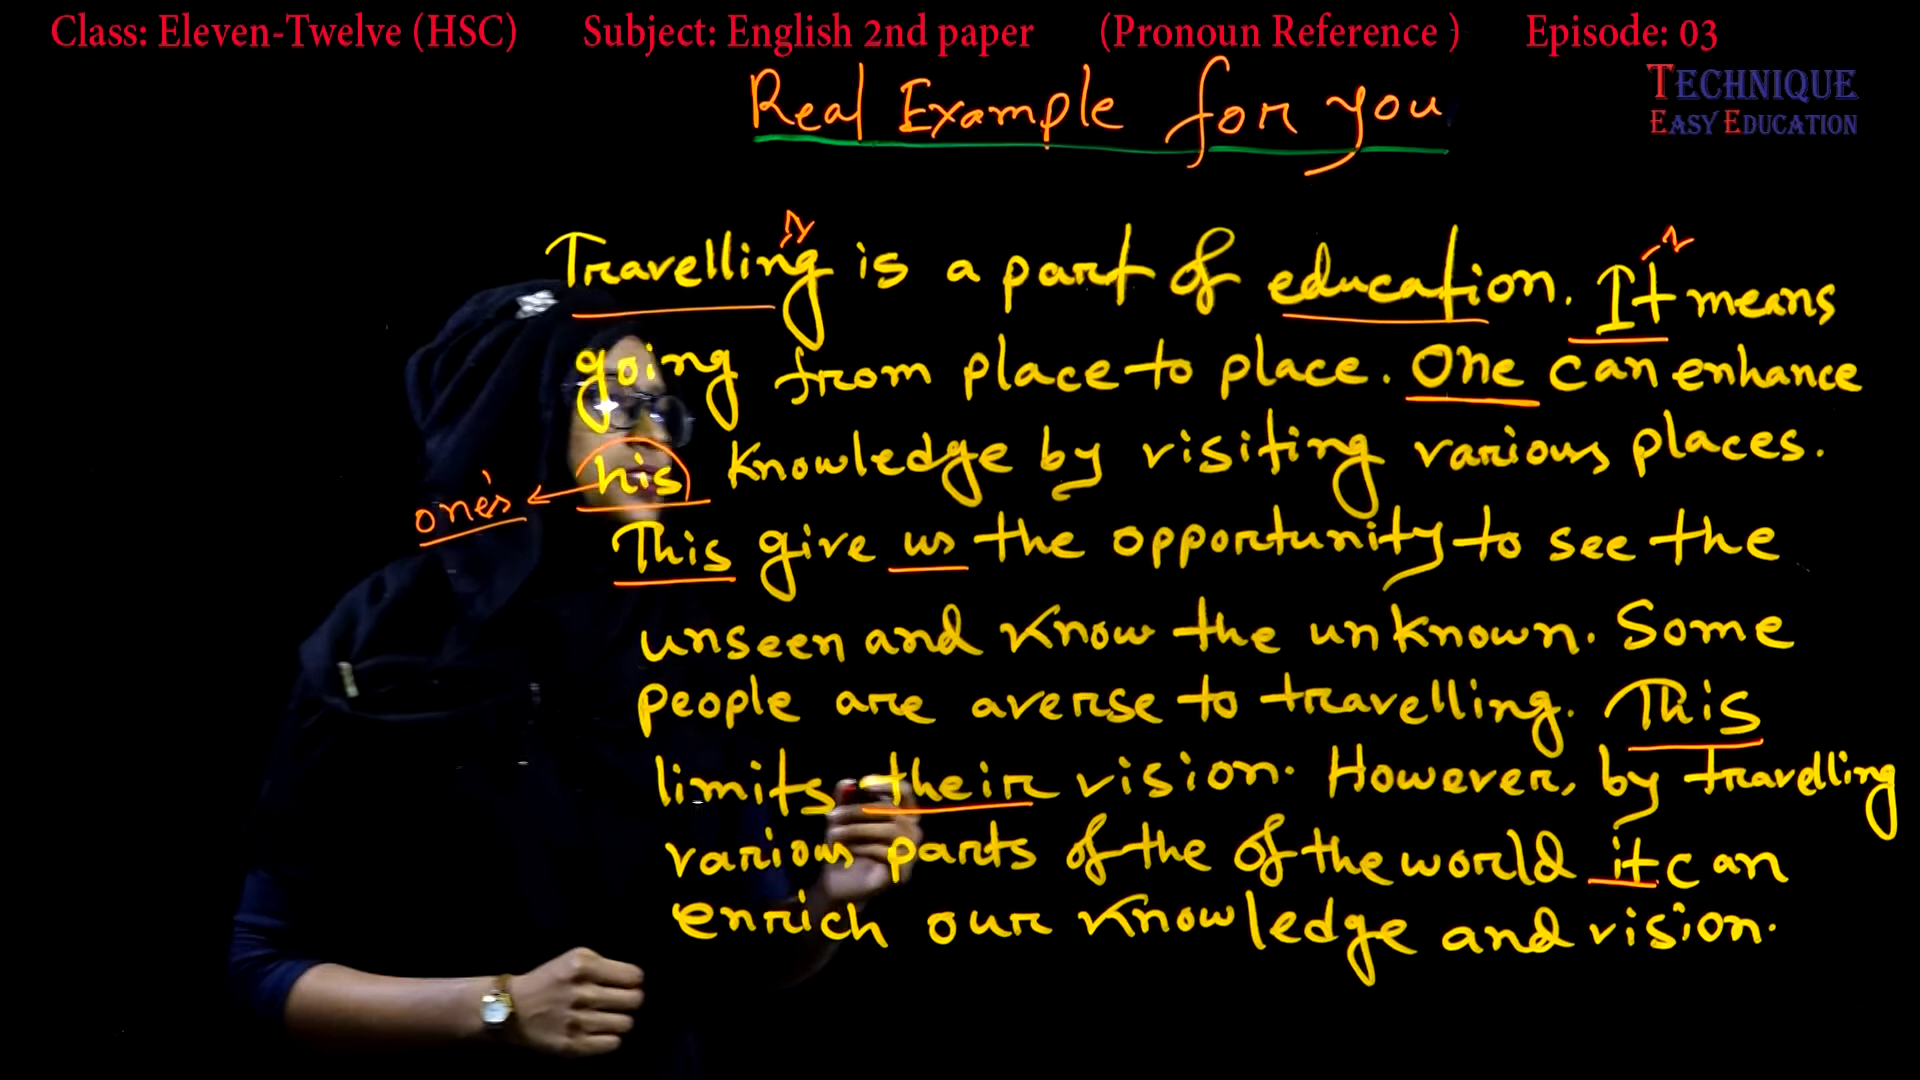 Class: Eleven-Twelve (HSC) Subject: English 2nd paper (Pronoun Reference ) Episode: 03
TECHNIQUE
EASY EDUCATION
Real Example for you
Travelling is a part of education. It means
going from place to place. One can enhance
his knowledge by visiting various places.
one's
This give us the opportunity to see the
unseen and know the unknown. Some
people are averse to travelling. This
limits their vision. However, by travelling
various parts of the of the world it can
enrich our knowledge and vision.